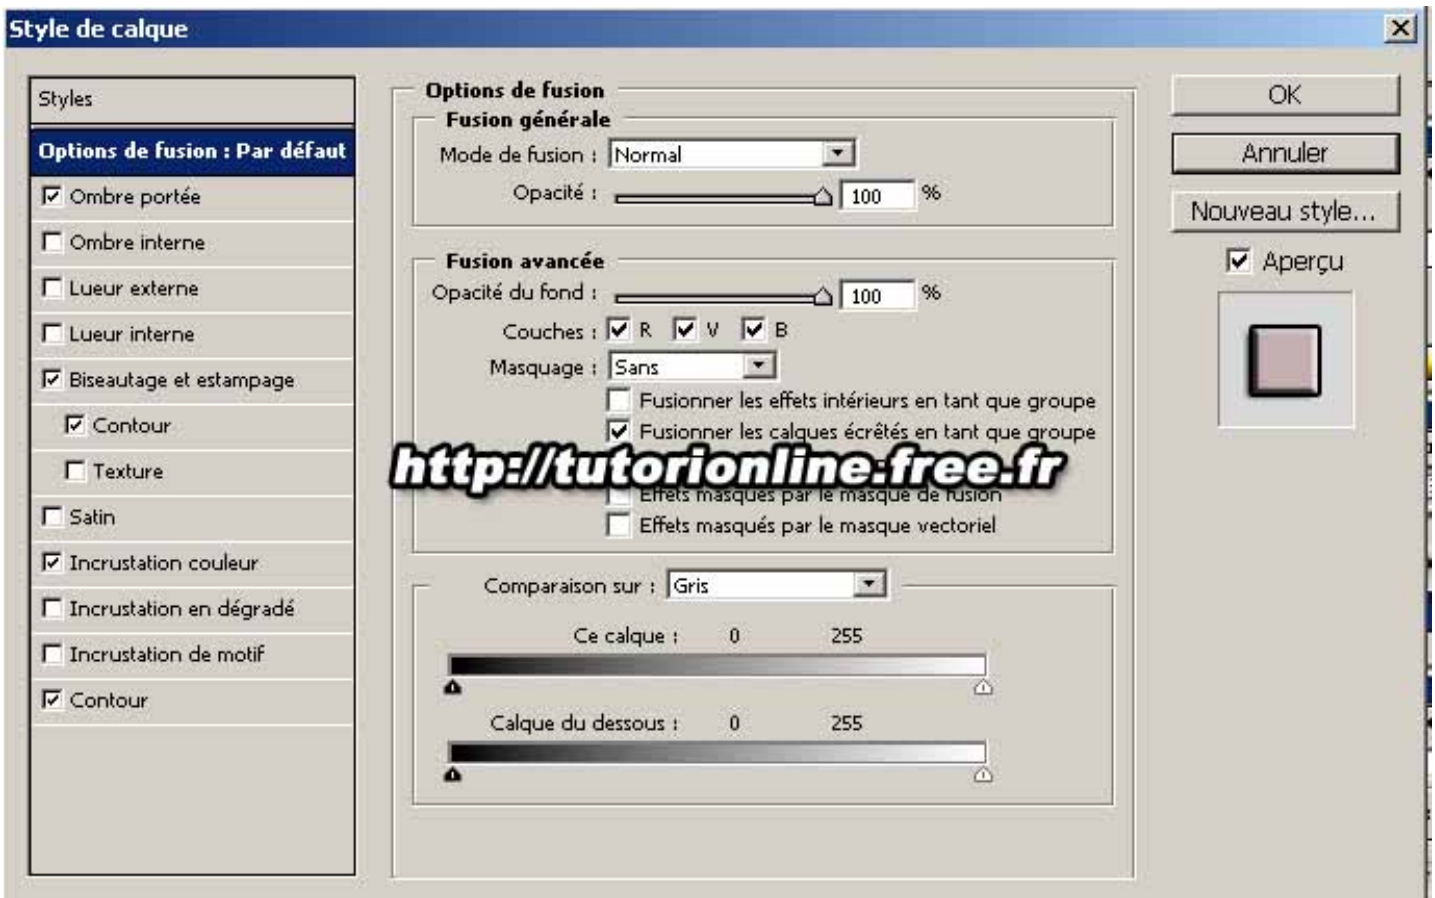 Style de calque
Styles
Options de fusion : Par défaut
Ombre portée
Ombre interne
Lueur externe
Lueur interne
Biseautage et estampage
Contour
Texture
Satin
Incrustation couleur
Incrustation en dégradé
Incrustation de motif
Contour
Options de fusion
Fusion générale
Mode de fusion : Normal
Opacité : 100 %
Fusion avancée
Opacité du fond : 100 %
Couches : R V B
Masquage : Sans
Fusionner les effets intérieurs en tant que groupe
Fusionner les calques écrêtés en tant que groupe
http://tutorionline.free.fr
Effets masqués par le masque de fusion
Effets masqués par le masque vectoriel
Comparaison sur : Gris
Ce calque : 0 255
Calque du dessous : 0 255
OK
Annuler
Nouveau style...
Aperçu